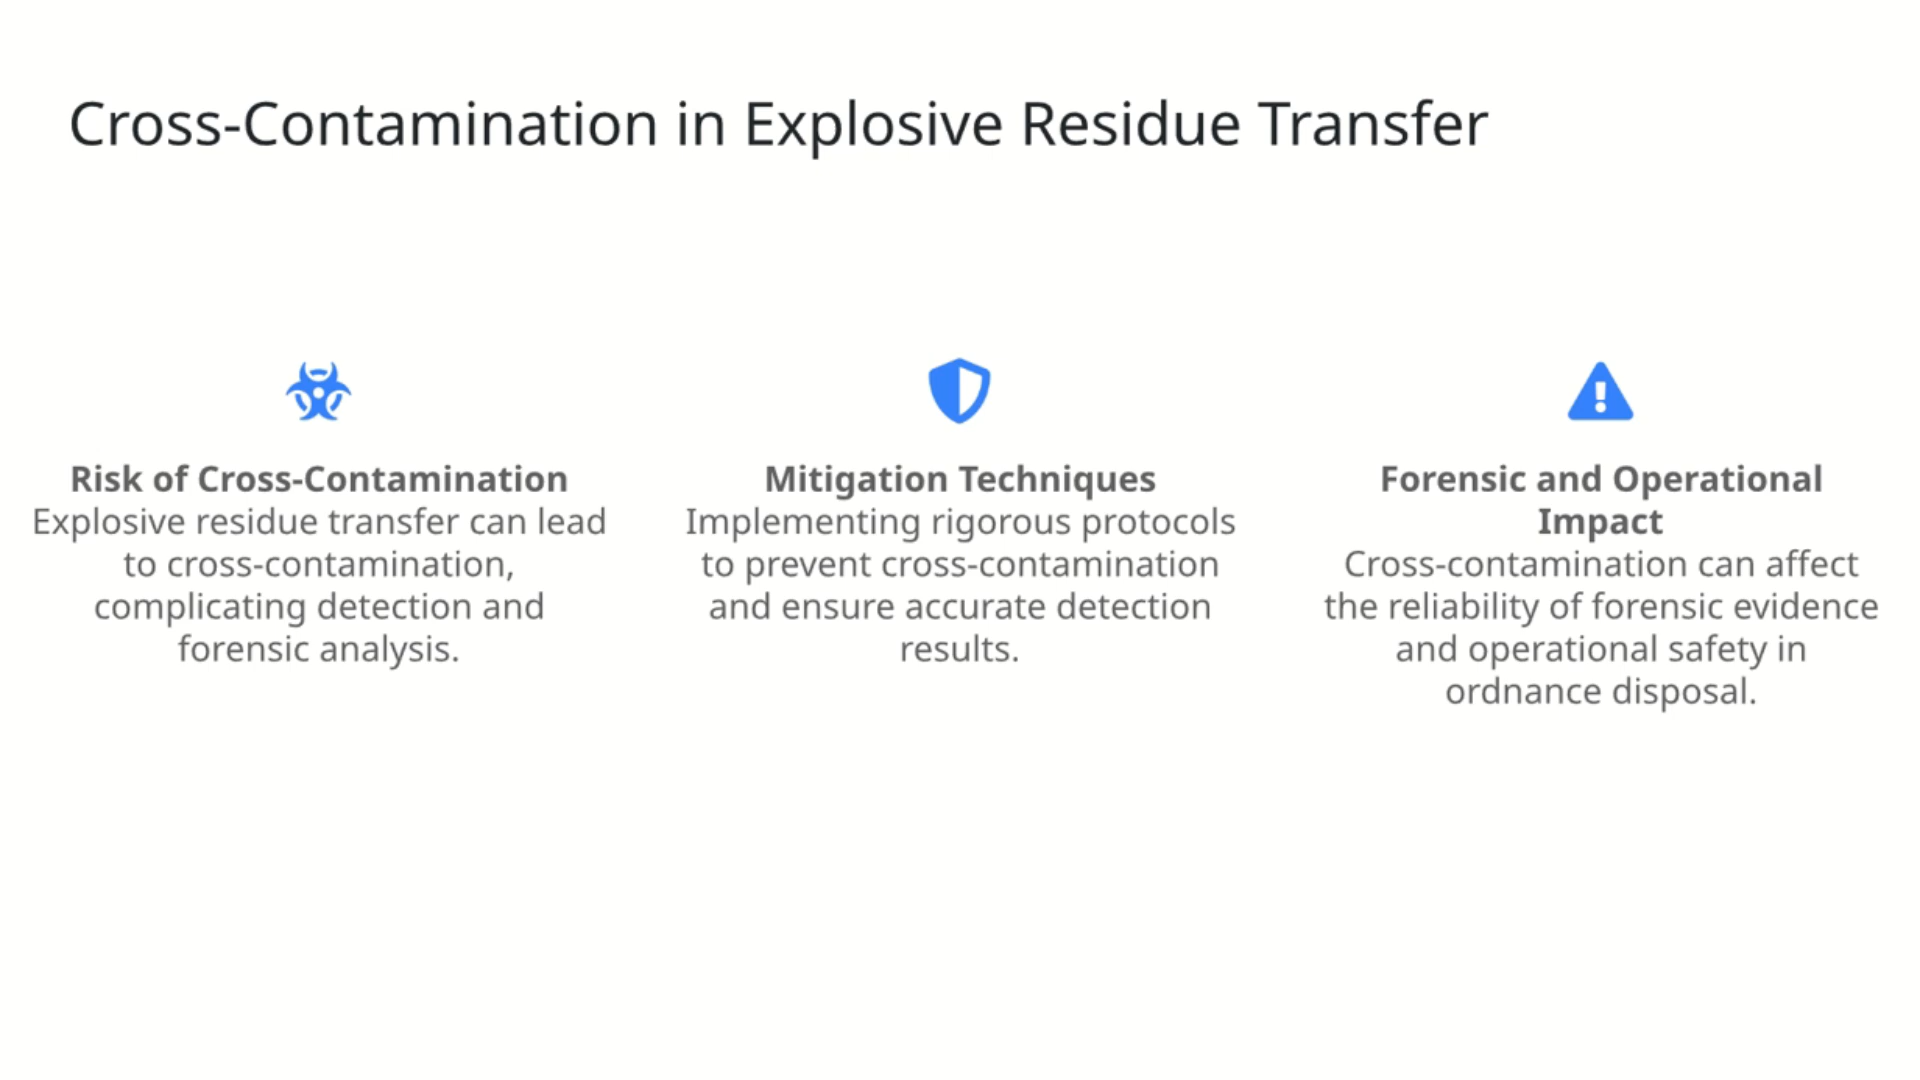 Cross-Contamination in Explosive Residue Transfer
Risk of Cross-Contamination
Explosive residue transfer can lead
to cross-contamination,
complicating detection and
forensic analysis.
Mitigation Techniques
Implementing rigorous protocols
to prevent cross-contamination
and ensure accurate detection
results.
Forensic and Operational
Impact
Cross-contamination can affect
the reliability of forensic evidence
and operational safety in
ordnance disposal.